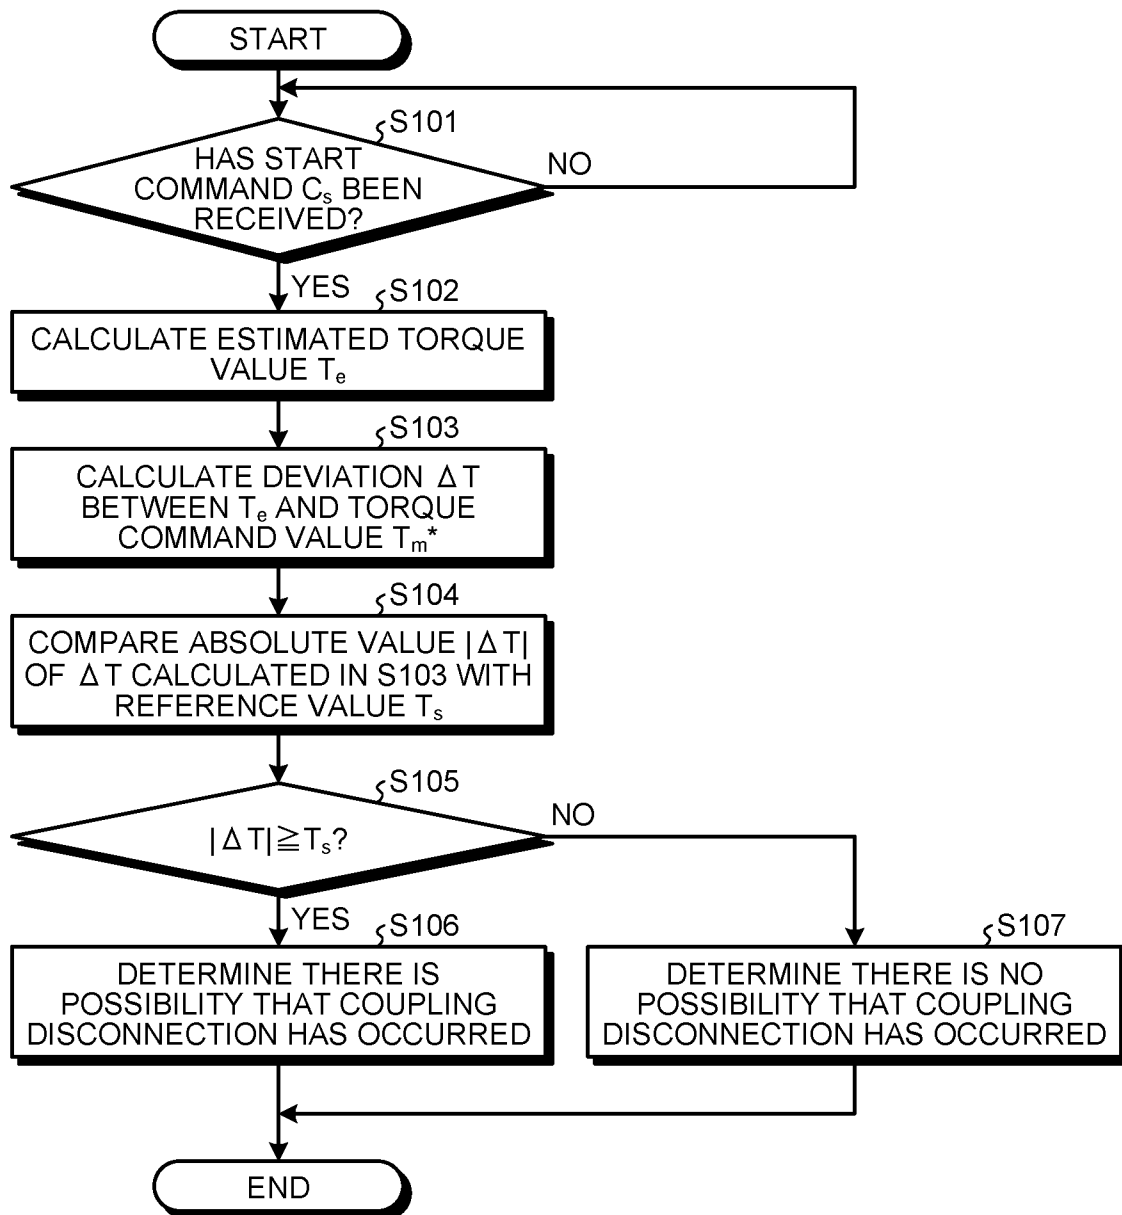 START
S101
HAS START
COMMAND Cₛ BEEN
RECEIVED?
NO
YES
S102
CALCULATE ESTIMATED TORQUE
VALUE Tₑ
S103
CALCULATE DEVIATION ΔT
BETWEEN Tₑ AND TORQUE
COMMAND VALUE Tₘ*
S104
COMPARE ABSOLUTE VALUE |ΔT|
OF ΔT CALCULATED IN S103 WITH
REFERENCE VALUE Tₛ
S105
|ΔT|≧Tₛ?
NO
YES
S106
DETERMINE THERE IS
POSSIBILITY THAT COUPLING
DISCONNECTION HAS OCCURRED
S107
DETERMINE THERE IS NO
POSSIBILITY THAT COUPLING
DISCONNECTION HAS OCCURRED
END